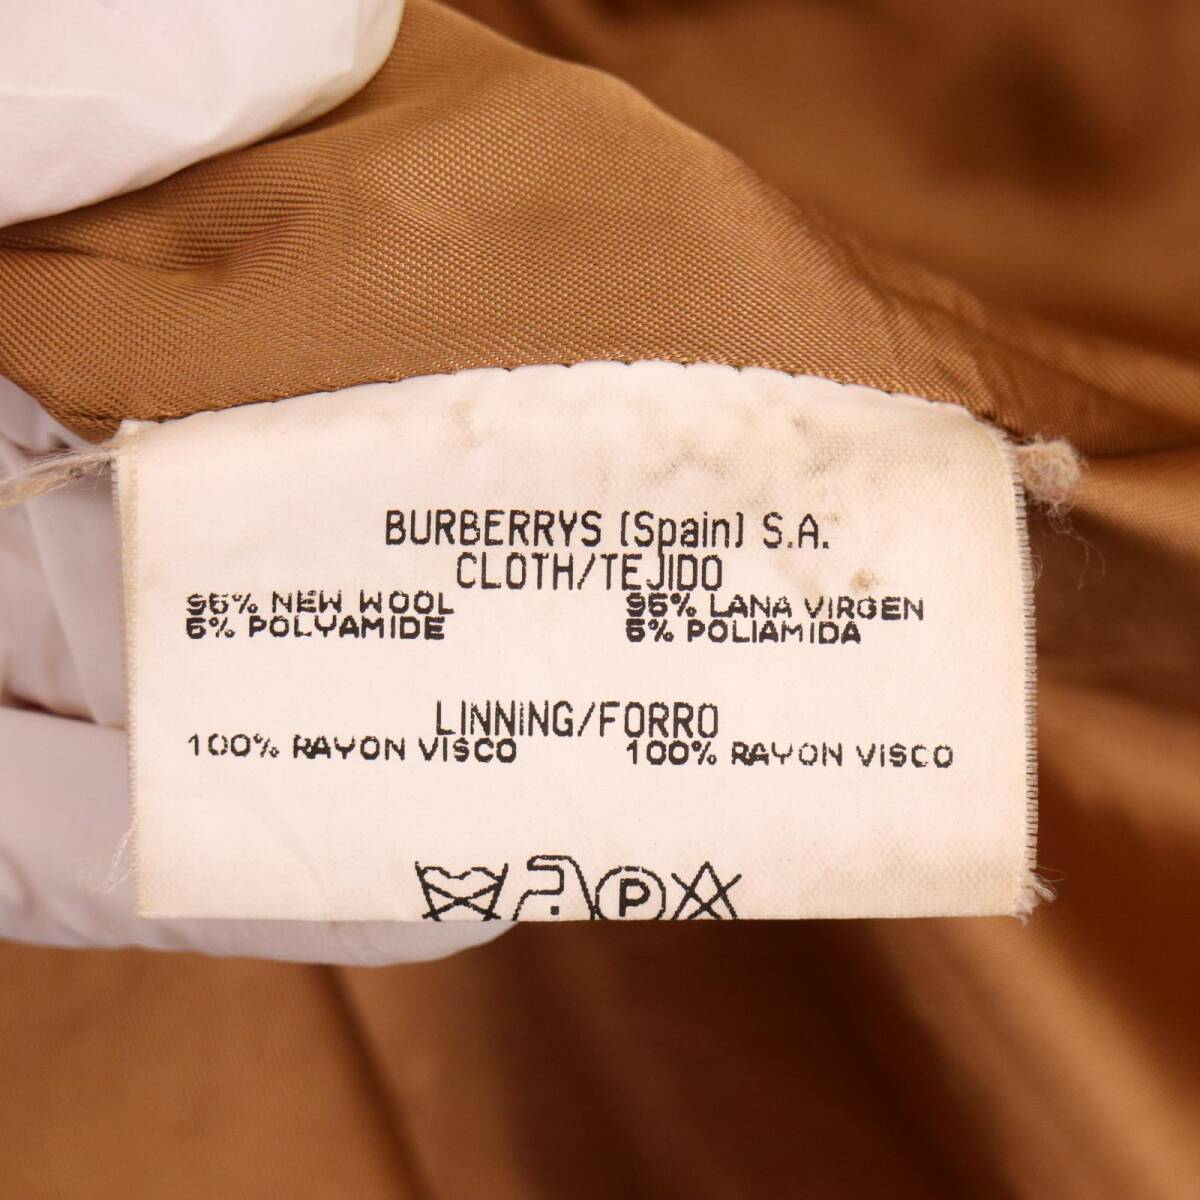 BURBERRYS (Spain) S.A.
CLOTH/TEJIDO
95% NEW WOOL 95% LANA VIRGEN
5% POLYAMIDE 5% POLIAMIDA
LINNING/FORRO
100% RAYON VISCO 100% RAYON VISCO
P